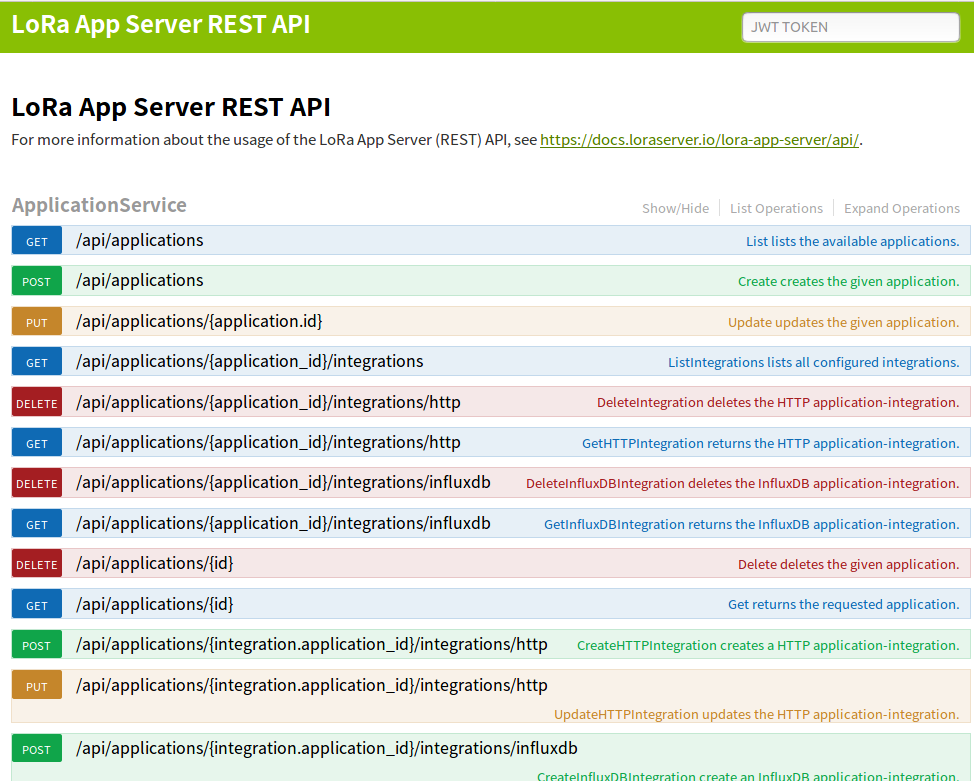 LoRa App Server REST API
JWT TOKEN
LoRa App Server REST API
For more information about the usage of the LoRa App Server (REST) API, see https://docs.loraserver.io/lora-app-server/api/.
ApplicationService Show/Hide List Operations Expand Operations
GET /api/applications List lists the available applications.
POST /api/applications Create creates the given application.
PUT /api/applications/{application.id} Update updates the given application.
GET /api/applications/{application_id}/integrations ListIntegrations lists all configured integrations.
DELETE /api/applications/{application_id}/integrations/http DeleteIntegration deletes the HTTP application-integration.
GET /api/applications/{application_id}/integrations/http GetHTTPIntegration returns the HTTP application-integration.
DELETE /api/applications/{application_id}/integrations/influxdb DeleteInfluxDBIntegration deletes the InfluxDB application-integration.
GET /api/applications/{application_id}/integrations/influxdb GetInfluxDBIntegration returns the InfluxDB application-integration.
DELETE /api/applications/{id} Delete deletes the given application.
GET /api/applications/{id} Get returns the requested application.
POST /api/applications/{integration.application_id}/integrations/http CreateHTTPIntegration creates a HTTP application-integration.
PUT /api/applications/{integration.application_id}/integrations/http
UpdateHTTPIntegration updates the HTTP application-integration.
POST /api/applications/{integration.application_id}/integrations/influxdb
CreateInfluxDBIntegration create an InfluxDB application-integration.